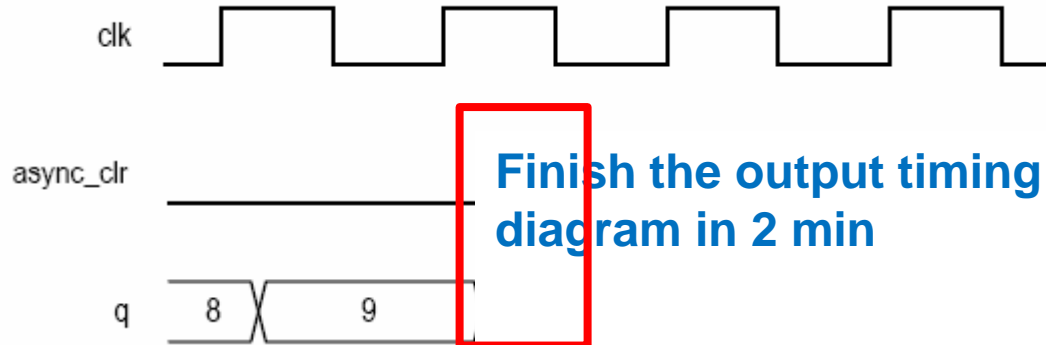 clk
async_clr
Finish the output timing
diagram in 2 min
q 8 9